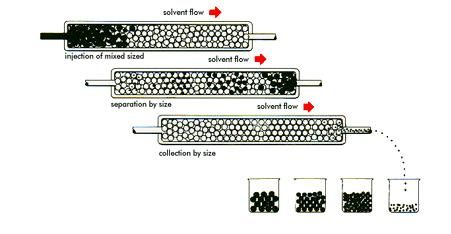 solvent flow
injection of mixed sized
solvent flow
separation by size
solvent flow
collection by size